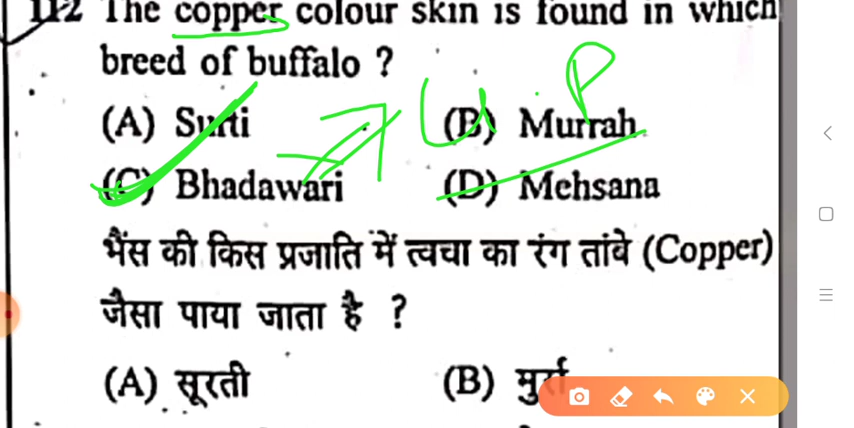 112 The copper colour skin is found in which
breed of buffalo ?
U.P
(A) Surti (B) Murrah
(C) Bhadawari (D) Mehsana
भैंस की किस प्रजाति में त्वचा का रंग तांबे (Copper)
जैसा पाया जाता है ?
(A) सूरती (B) मुर्रा